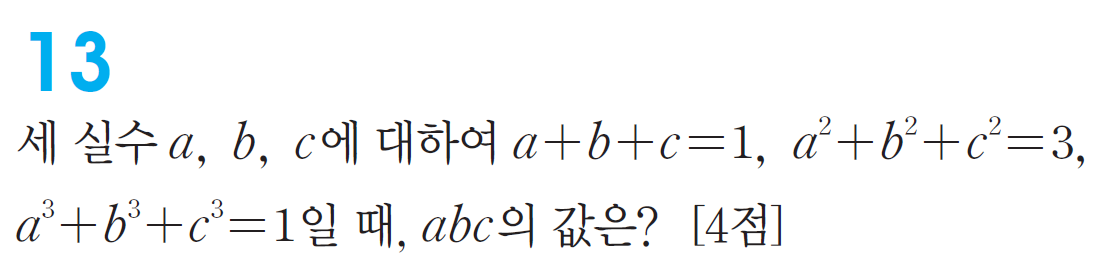 13
세 실수 a, b, c에 대하여 a+b+c=1, a²+b²+c²=3,
a³+b³+c³=1일 때, abc의 값은? [4점]